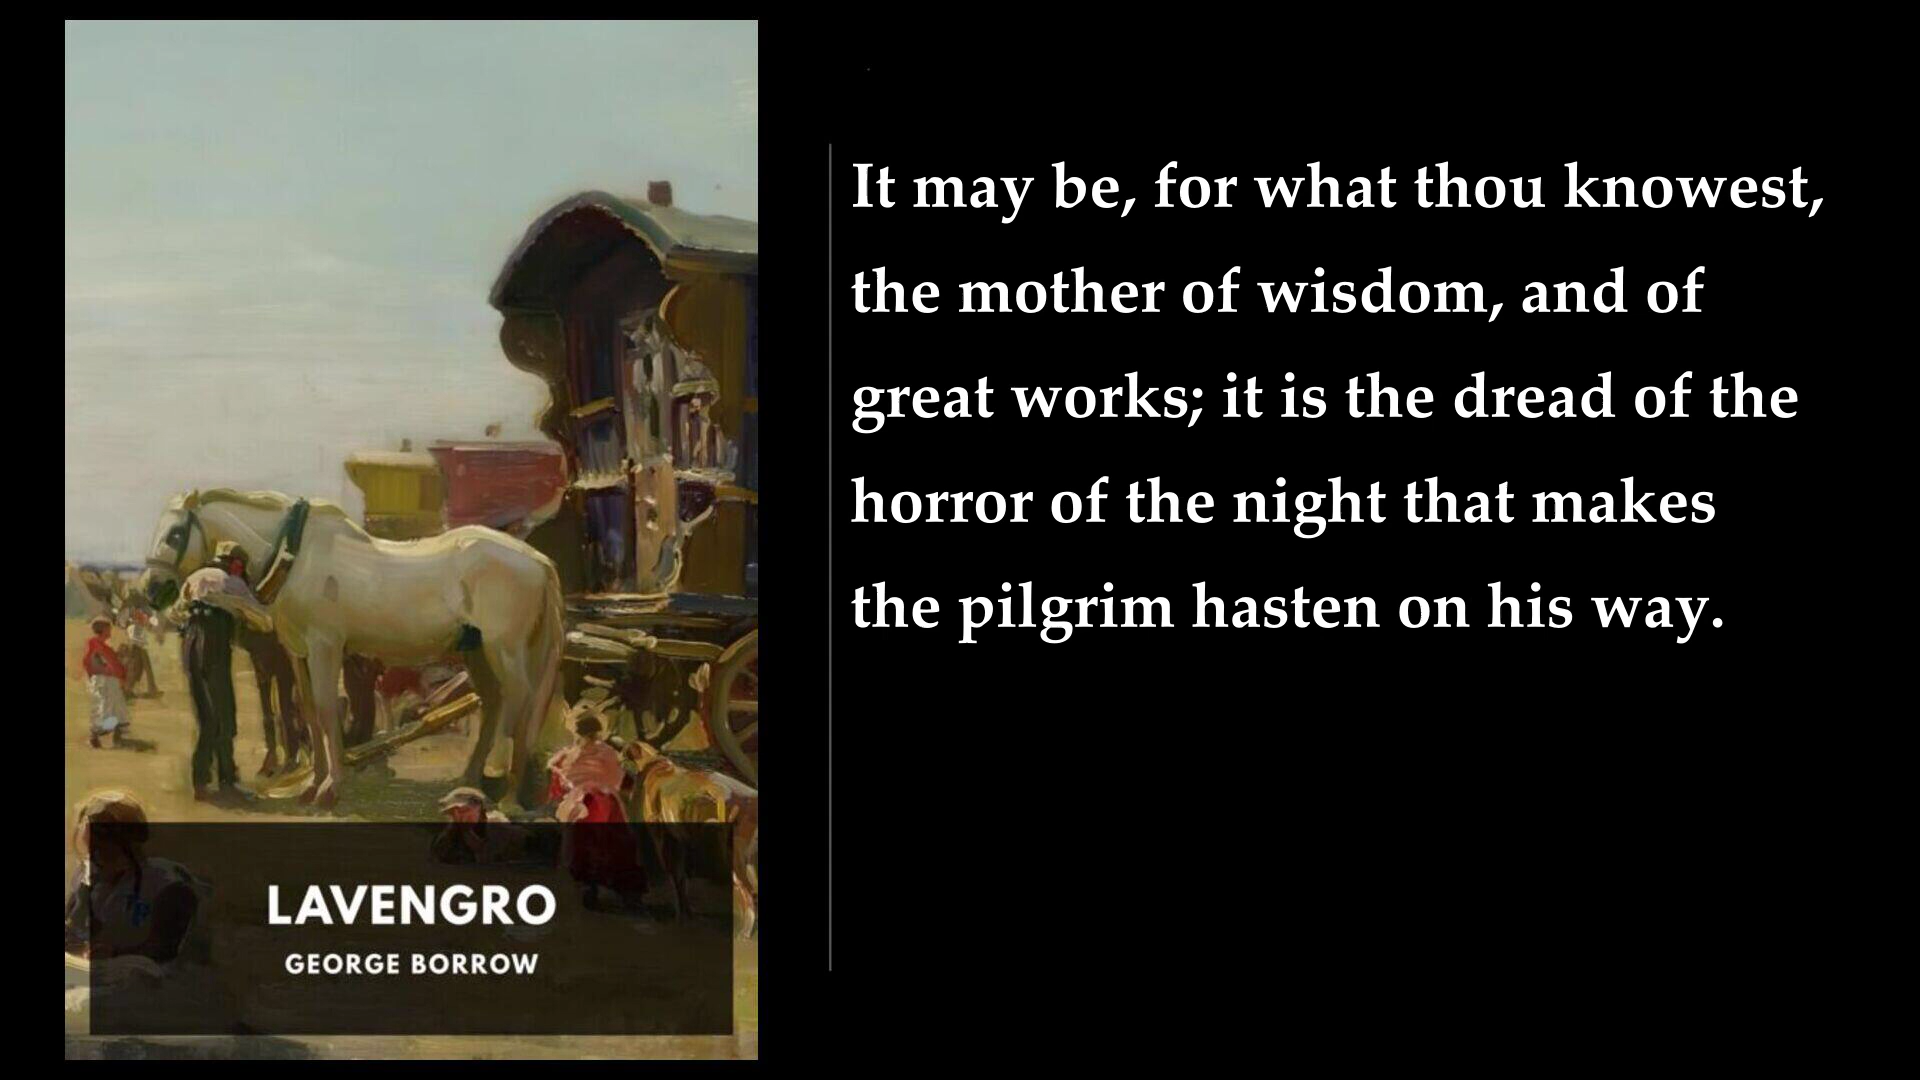 It may be, for what thou knowest,
the mother of wisdom, and of
great works; it is the dread of the
horror of the night that makes
the pilgrim hasten on his way.
LAVENGRO
GEORGE BORROW